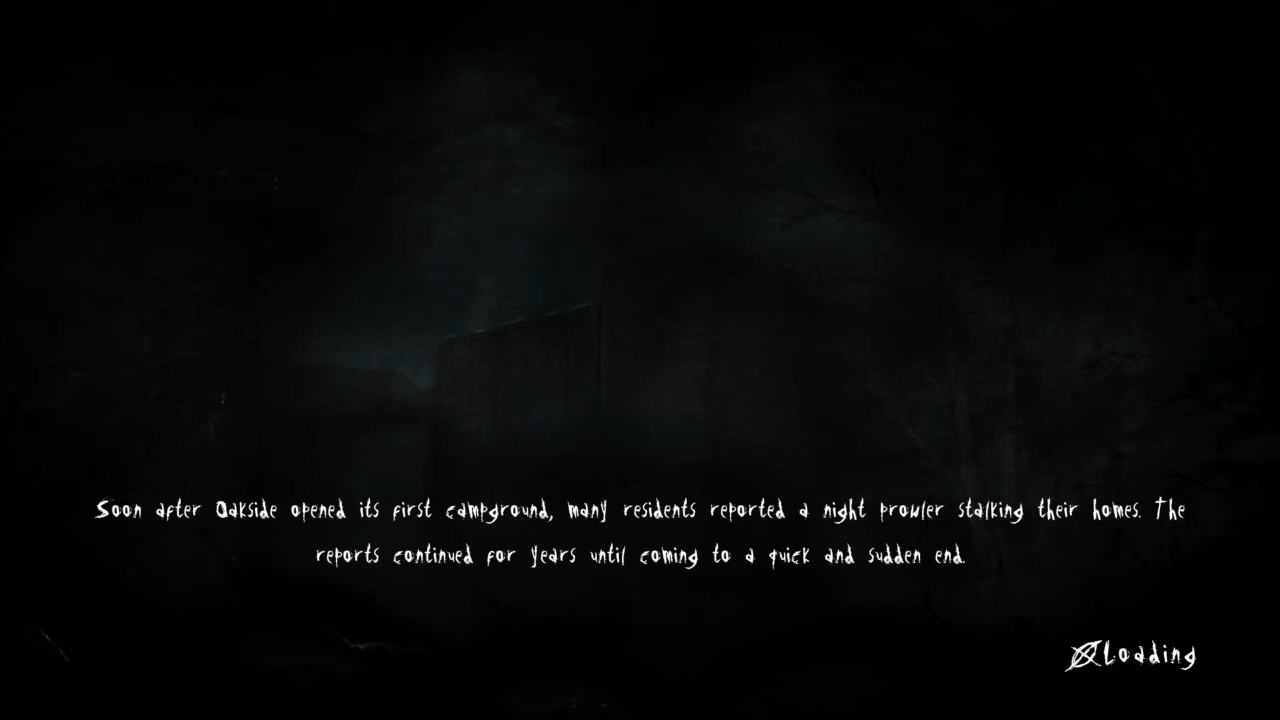 Soon after Oakside opened its first campground, many residents reported a night prowler stalking their homes. The
reports continued for years until coming to a quick and sudden end.
Loading